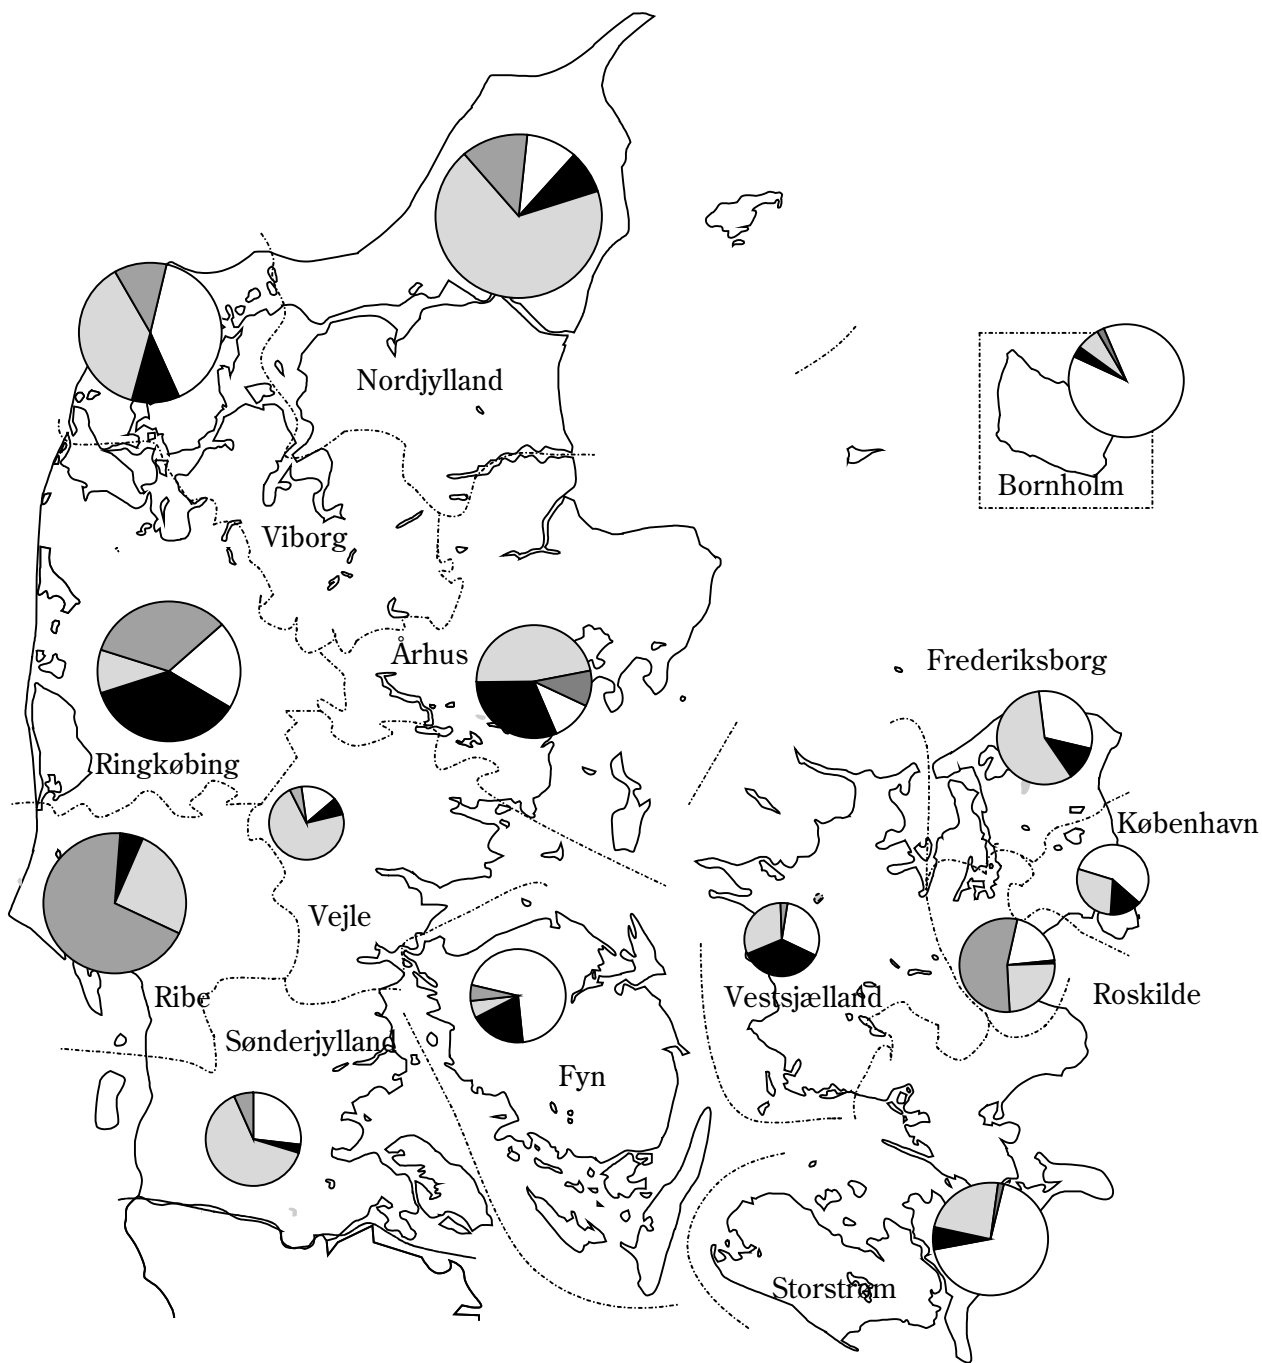 Nordjylland
Bornholm
Viborg
Århus
Frederiksborg
Ringkøbing
København
Vejle
Ribe
Vestsjælland
Roskilde
Sønderjylland
Fyn
Storstrøm